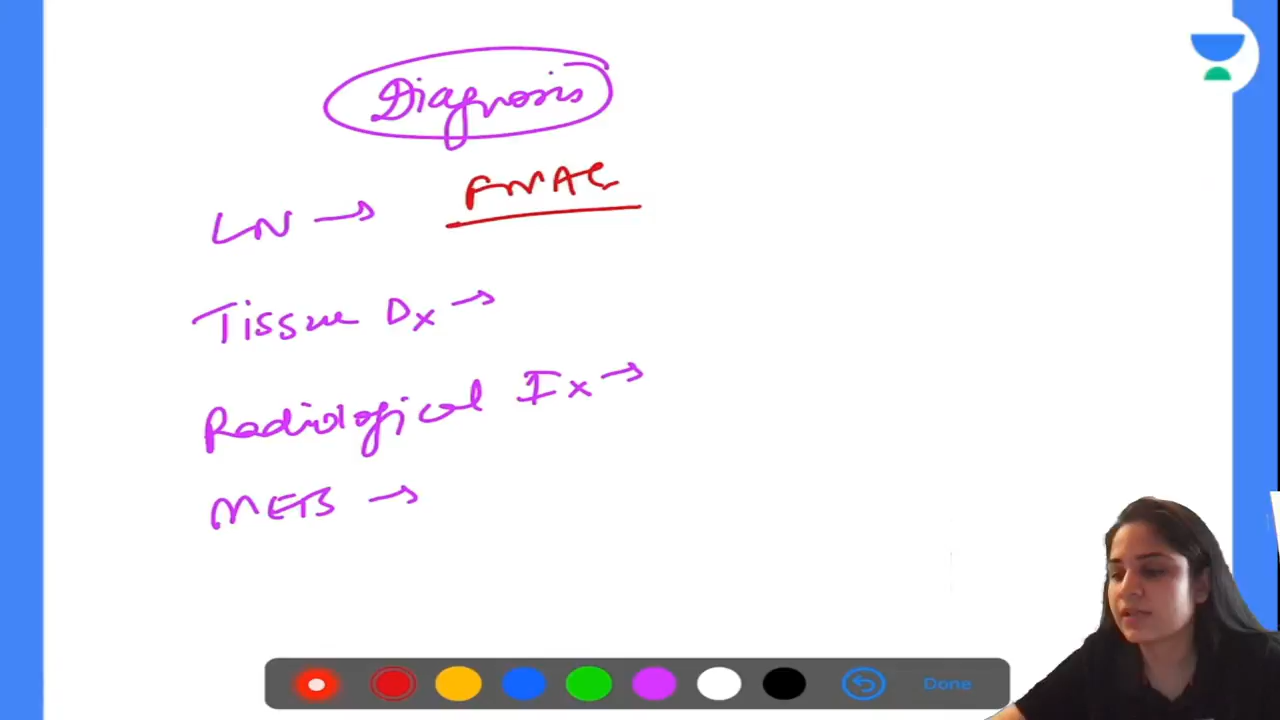 Diagnosis
LN → FNAC
Tissue Dx →
Radiological Ix →
METS →
Done